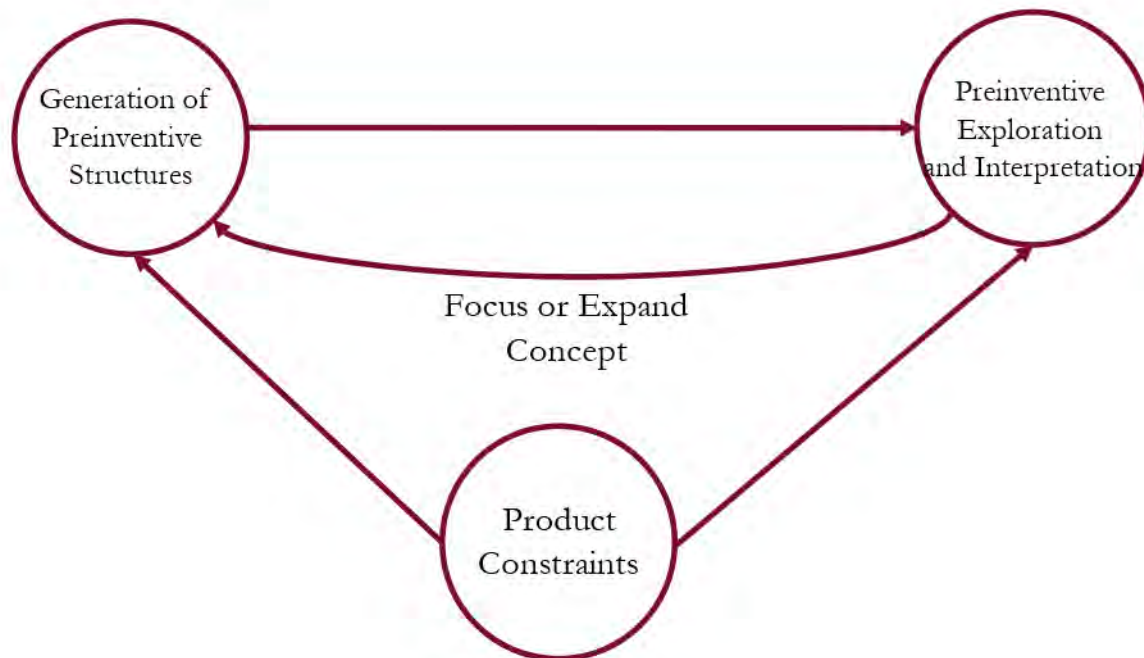 Generation of
Preinventive
Structures
Preinventive
Exploration
and Interpretation
Focus or Expand
Concept
Product
Constraints